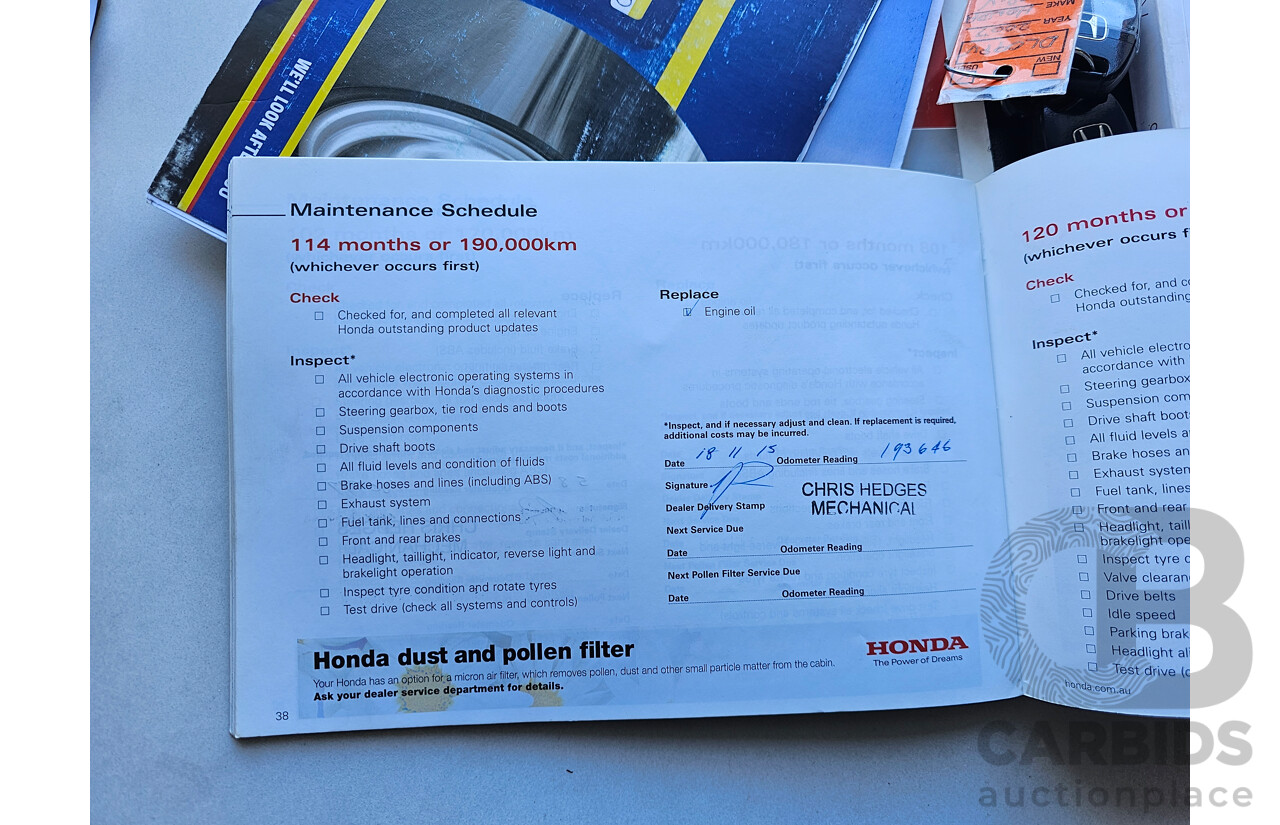 WE'LL LOOK AFTE
MAKE
YEAR
NEW
USED
Maintenance Schedule
114 months or 190,000km
(whichever occurs first)
Check
Checked for, and completed all relevant
Honda outstanding product updates
Inspect*
All vehicle electronic operating systems in
accordance with Honda's diagnostic procedures
Steering gearbox, tie rod ends and boots
Suspension components
Drive shaft boots
All fluid levels and condition of fluids
Brake hoses and lines (including ABS)
Exhaust system
Fuel tank, lines and connections
Front and rear brakes
Headlight, taillight, indicator, reverse light and
brakelight operation
Inspect tyre condition and rotate tyres
Test drive (check all systems and controls)
Replace
Engine oil
*Inspect, and if necessary adjust and clean. If replacement is required,
additional costs may be incurred.
Date 18 11 15 Odometer Reading 193646
Signature
Dealer Delivery Stamp
CHRIS HEDGES
MECHANICAL
Next Service Due
Date Odometer Reading
Next Pollen Filter Service Due
Date Odometer Reading
Honda dust and pollen filter
Your Honda has an option for a micron air filter, which removes pollen, dust and other small particle matter from the cabin.
Ask your dealer service department for details.
HONDA
The Power of Dreams
38
120 months or
(whichever occurs f
Check
Checked for, and co
Honda outstanding
Inspect*
All vehicle electro
accordance with
Steering gearbox
Suspension com
Drive shaft boot
All fluid levels a
Brake hoses an
Exhaust system
Fuel tank, lines
Front and rear
Headlight, taill
brakelight ope
Inspect tyre c
Valve clearan
Drive belts
Idle speed
Parking brak
Headlight al
Test drive (c
honda.com.au
CB
CARBIDS
auctionplace